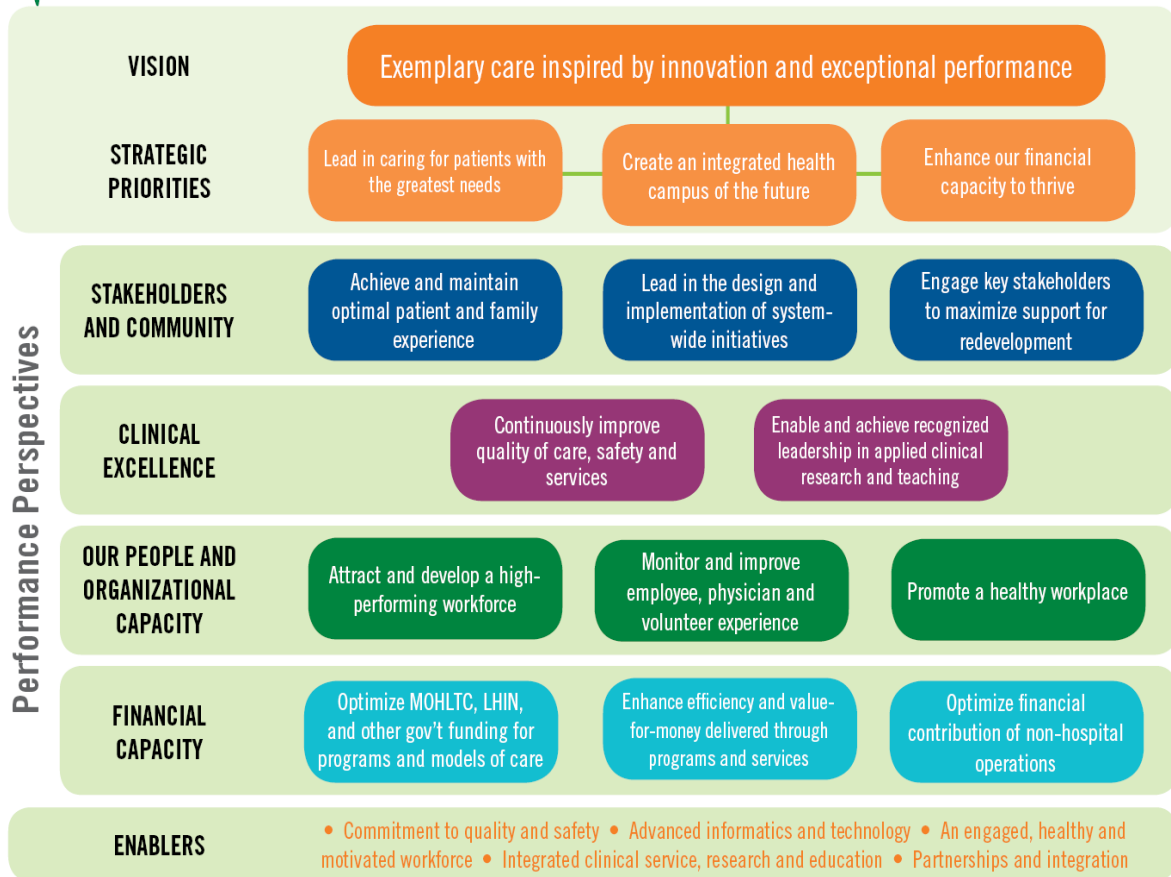 VISION
Exemplary care inspired by innovation and exceptional performance
STRATEGIC
PRIORITIES
Lead in caring for patients with
the greatest needs
Create an integrated health
campus of the future
Enhance our financial
capacity to thrive
Performance Perspectives
STAKEHOLDERS
AND COMMUNITY
Achieve and maintain
optimal patient and family
experience
Lead in the design and
implementation of system-
wide initiatives
Engage key stakeholders
to maximize support for
redevelopment
CLINICAL
EXCELLENCE
Continuously improve
quality of care, safety and
services
Enable and achieve recognized
leadership in applied clinical
research and teaching
OUR PEOPLE AND
ORGANIZATIONAL
CAPACITY
Attract and develop a high-
performing workforce
Monitor and improve
employee, physician and
volunteer experience
Promote a healthy workplace
FINANCIAL
CAPACITY
Optimize MOHLTC, LHIN,
and other gov't funding for
programs and models of care
Enhance efficiency and value-
for-money delivered through
programs and services
Optimize financial
contribution of non-hospital
operations
ENABLERS
• Commitment to quality and safety • Advanced informatics and technology • An engaged, healthy and
motivated workforce • Integrated clinical service, research and education • Partnerships and integration